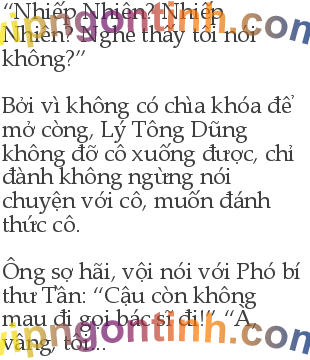 “Nhiếp Nhiên? Nhiếp
Nhiên? Nghe thấy tôi nói
không?”
Bởi vì không có chìa khóa để
mở còng, Lý Tông Dũng
không đỡ cô xuống được, chỉ
đành không ngừng nói
chuyện với cô, muốn đánh
thức cô.
Ông sợ hãi, vội nói với Phó bí
thư Tần: “Cậu còn không
mau đi gọi bác sĩ đi!” “À,
vâng, tôi...
vipngontinh.com
vipngontinh.com